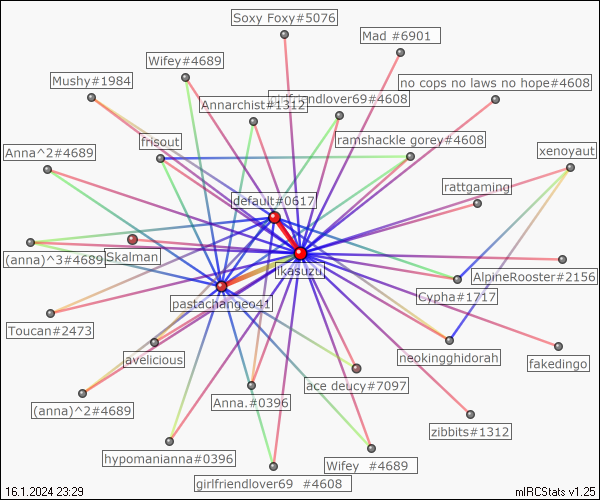 Soxy Foxy#5076
Mad #6901
Wifey#4689
Mushy#1984
no cops no laws no hope#4608
girlfriendlover69#4608
Annarchist#1312
frisout
ramshackle gorey#4608
Anna^2#4689
xenoyaut
rattgaming
default#0617
(anna)^3#4689
Skalman
ikasuzu
AlpineRooster#2156
Cypha#1717
pastachangeo41
Toucan#2473
avelicious
neokingghidorah
fakedingo
ace deucy#7097
(anna)^2#4689
Anna.#0396
zibbits#1312
hypomanianna#0396
Wifey #4689
girlfriendlover69 #4608
16.1.2024 23:29
mIRCStats v1.25